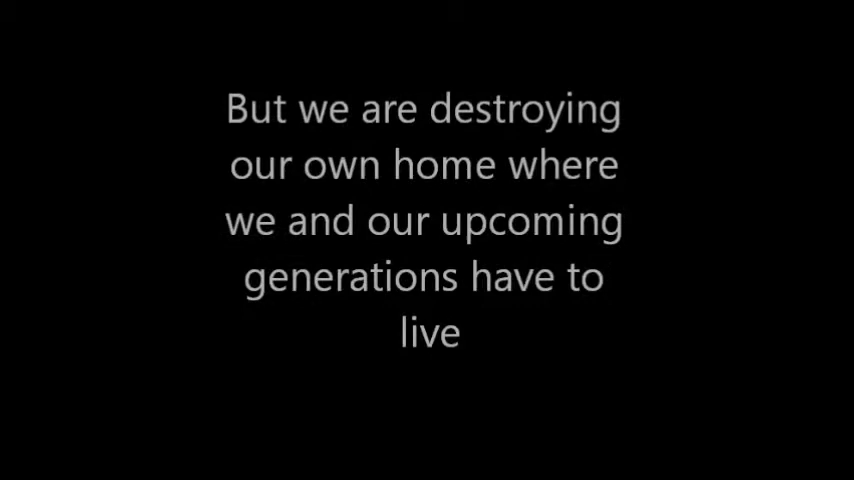 But we are destroying
our own home where
we and our upcoming
generations have to
live